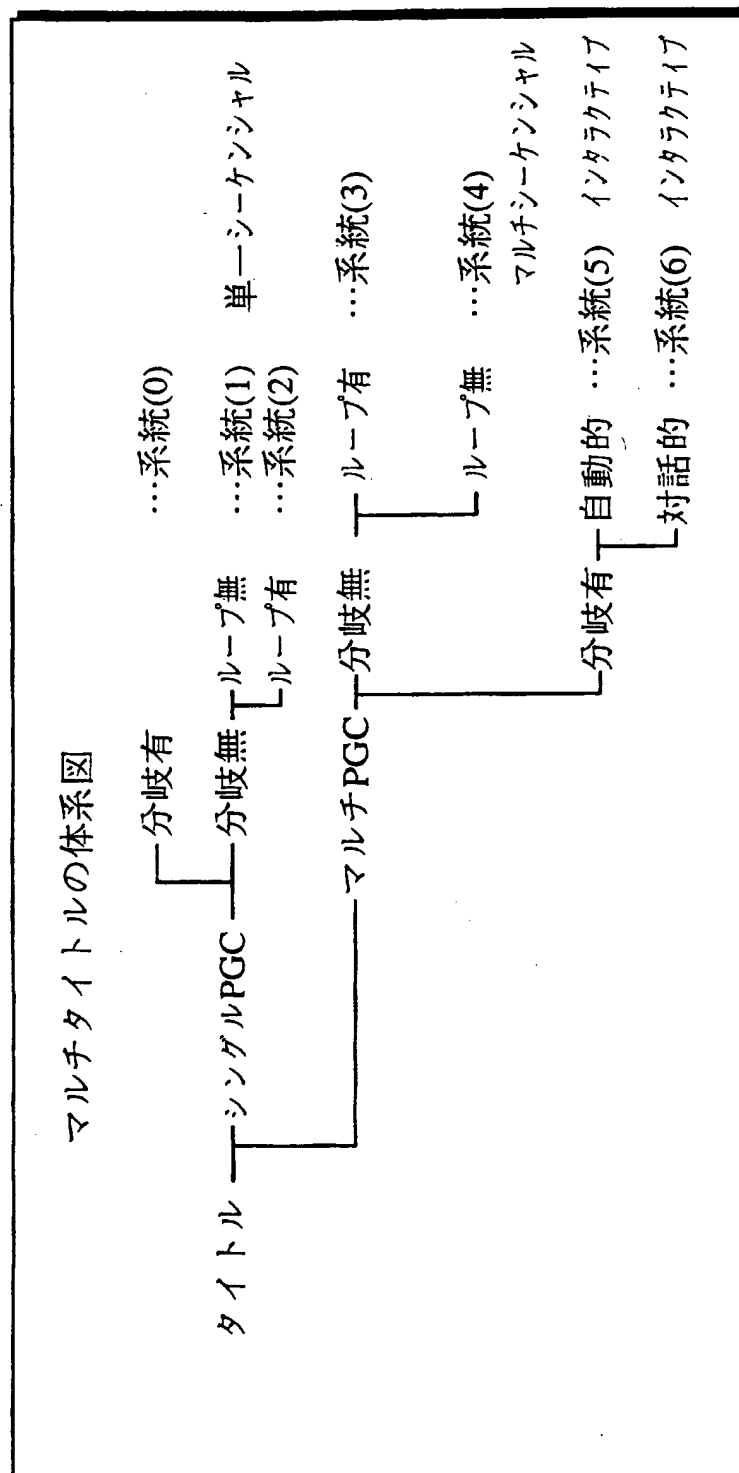 マルチタイトルの体系図
分岐有 …系統(0)
タイトル シングルPGC 分岐無 ループ無 …系統(1) 単一シーケンシャル
ループ有 …系統(2)
マルチPGC 分岐無 ループ有 …系統(3)
ループ無 …系統(4)
マルチシーケンシャル
分岐有 自動的 …系統(5) インタラクティブ
対話的 …系統(6) インタラクティブ